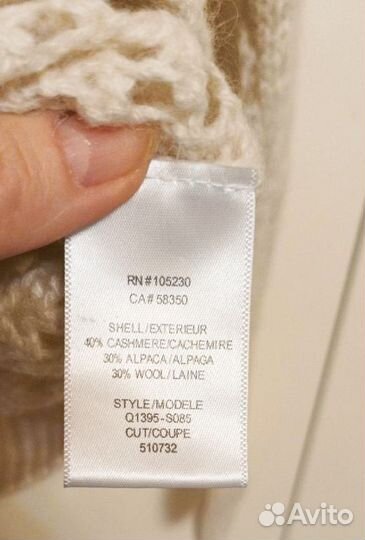 RN #105230
CA# 58350
SHELL/EXTERIEUR
40% CASHMERE/CACHEMIRE
30% ALPACA/ALPAGA
30% WOOL/LAINE
STYLE/MODELE
Q1395-S085
CUT/COUPE
510732
Avito